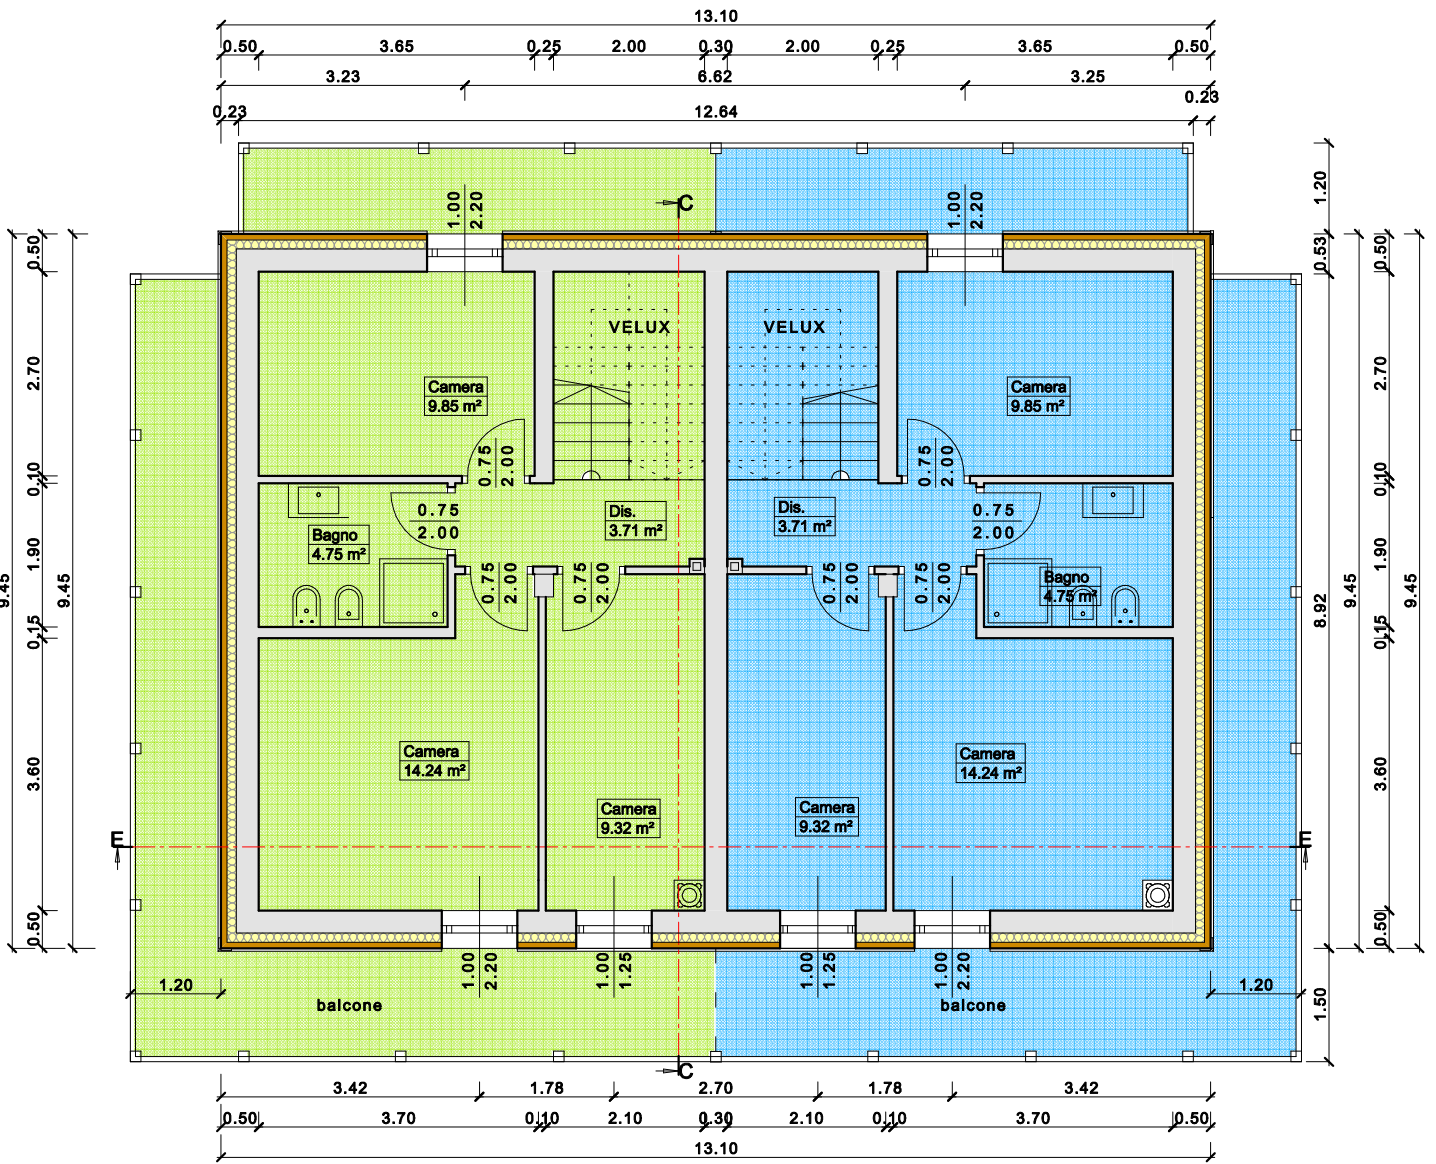 13.10
0.50 3.65 0.25 2.00 0.30 2.00 0.25 3.65 0.50
3.23 6.62 3.25
0.23 12.64 0.23
1.20
0.53
8.92
1.50
9.45
9.45
0.50
2.70
0.10
1.90
0.15
3.60
0.50
9.45
9.45
0.50
2.70
0.10
1.90
0.15
3.60
0.50
C
1.00
2.20
1.00
2.20
VELUX
VELUX
Camera
9.85 m²
Camera
9.85 m²
0.75
2.00
0.75
2.00
0.75
2.00
0.75
2.00
Dis.
3.71 m²
Dis.
3.71 m²
Bagno
4.75 m²
Bagno
4.75 m²
0.75
2.00
0.75
2.00
0.75
2.00
0.75
2.00
Camera
14.24 m²
Camera
14.24 m²
Camera
9.32 m²
Camera
9.32 m²
E
E
1.00
2.20
1.00
1.25
1.00
1.25
1.00
2.20
1.20
1.20
balcone
balcone
C
3.42 1.78 2.70 1.78 3.42
0.50 3.70 0.10 2.10 0.30 2.10 0.10 3.70 0.50
13.10